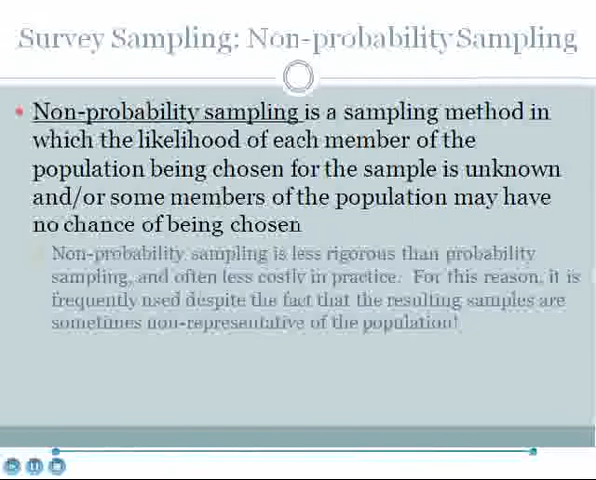 Survey Sampling: Non-probability Sampling
• Non-probability sampling is a sampling method in
which the likelihood of each member of the
population being chosen for the sample is unknown
and/or some members of the population may have
no chance of being chosen
Non-probability sampling is less rigorous than probability
sampling, and often less costly in practice. For this reason, it is
frequently used despite the fact that the resulting samples are
sometimes non-representative of the population!